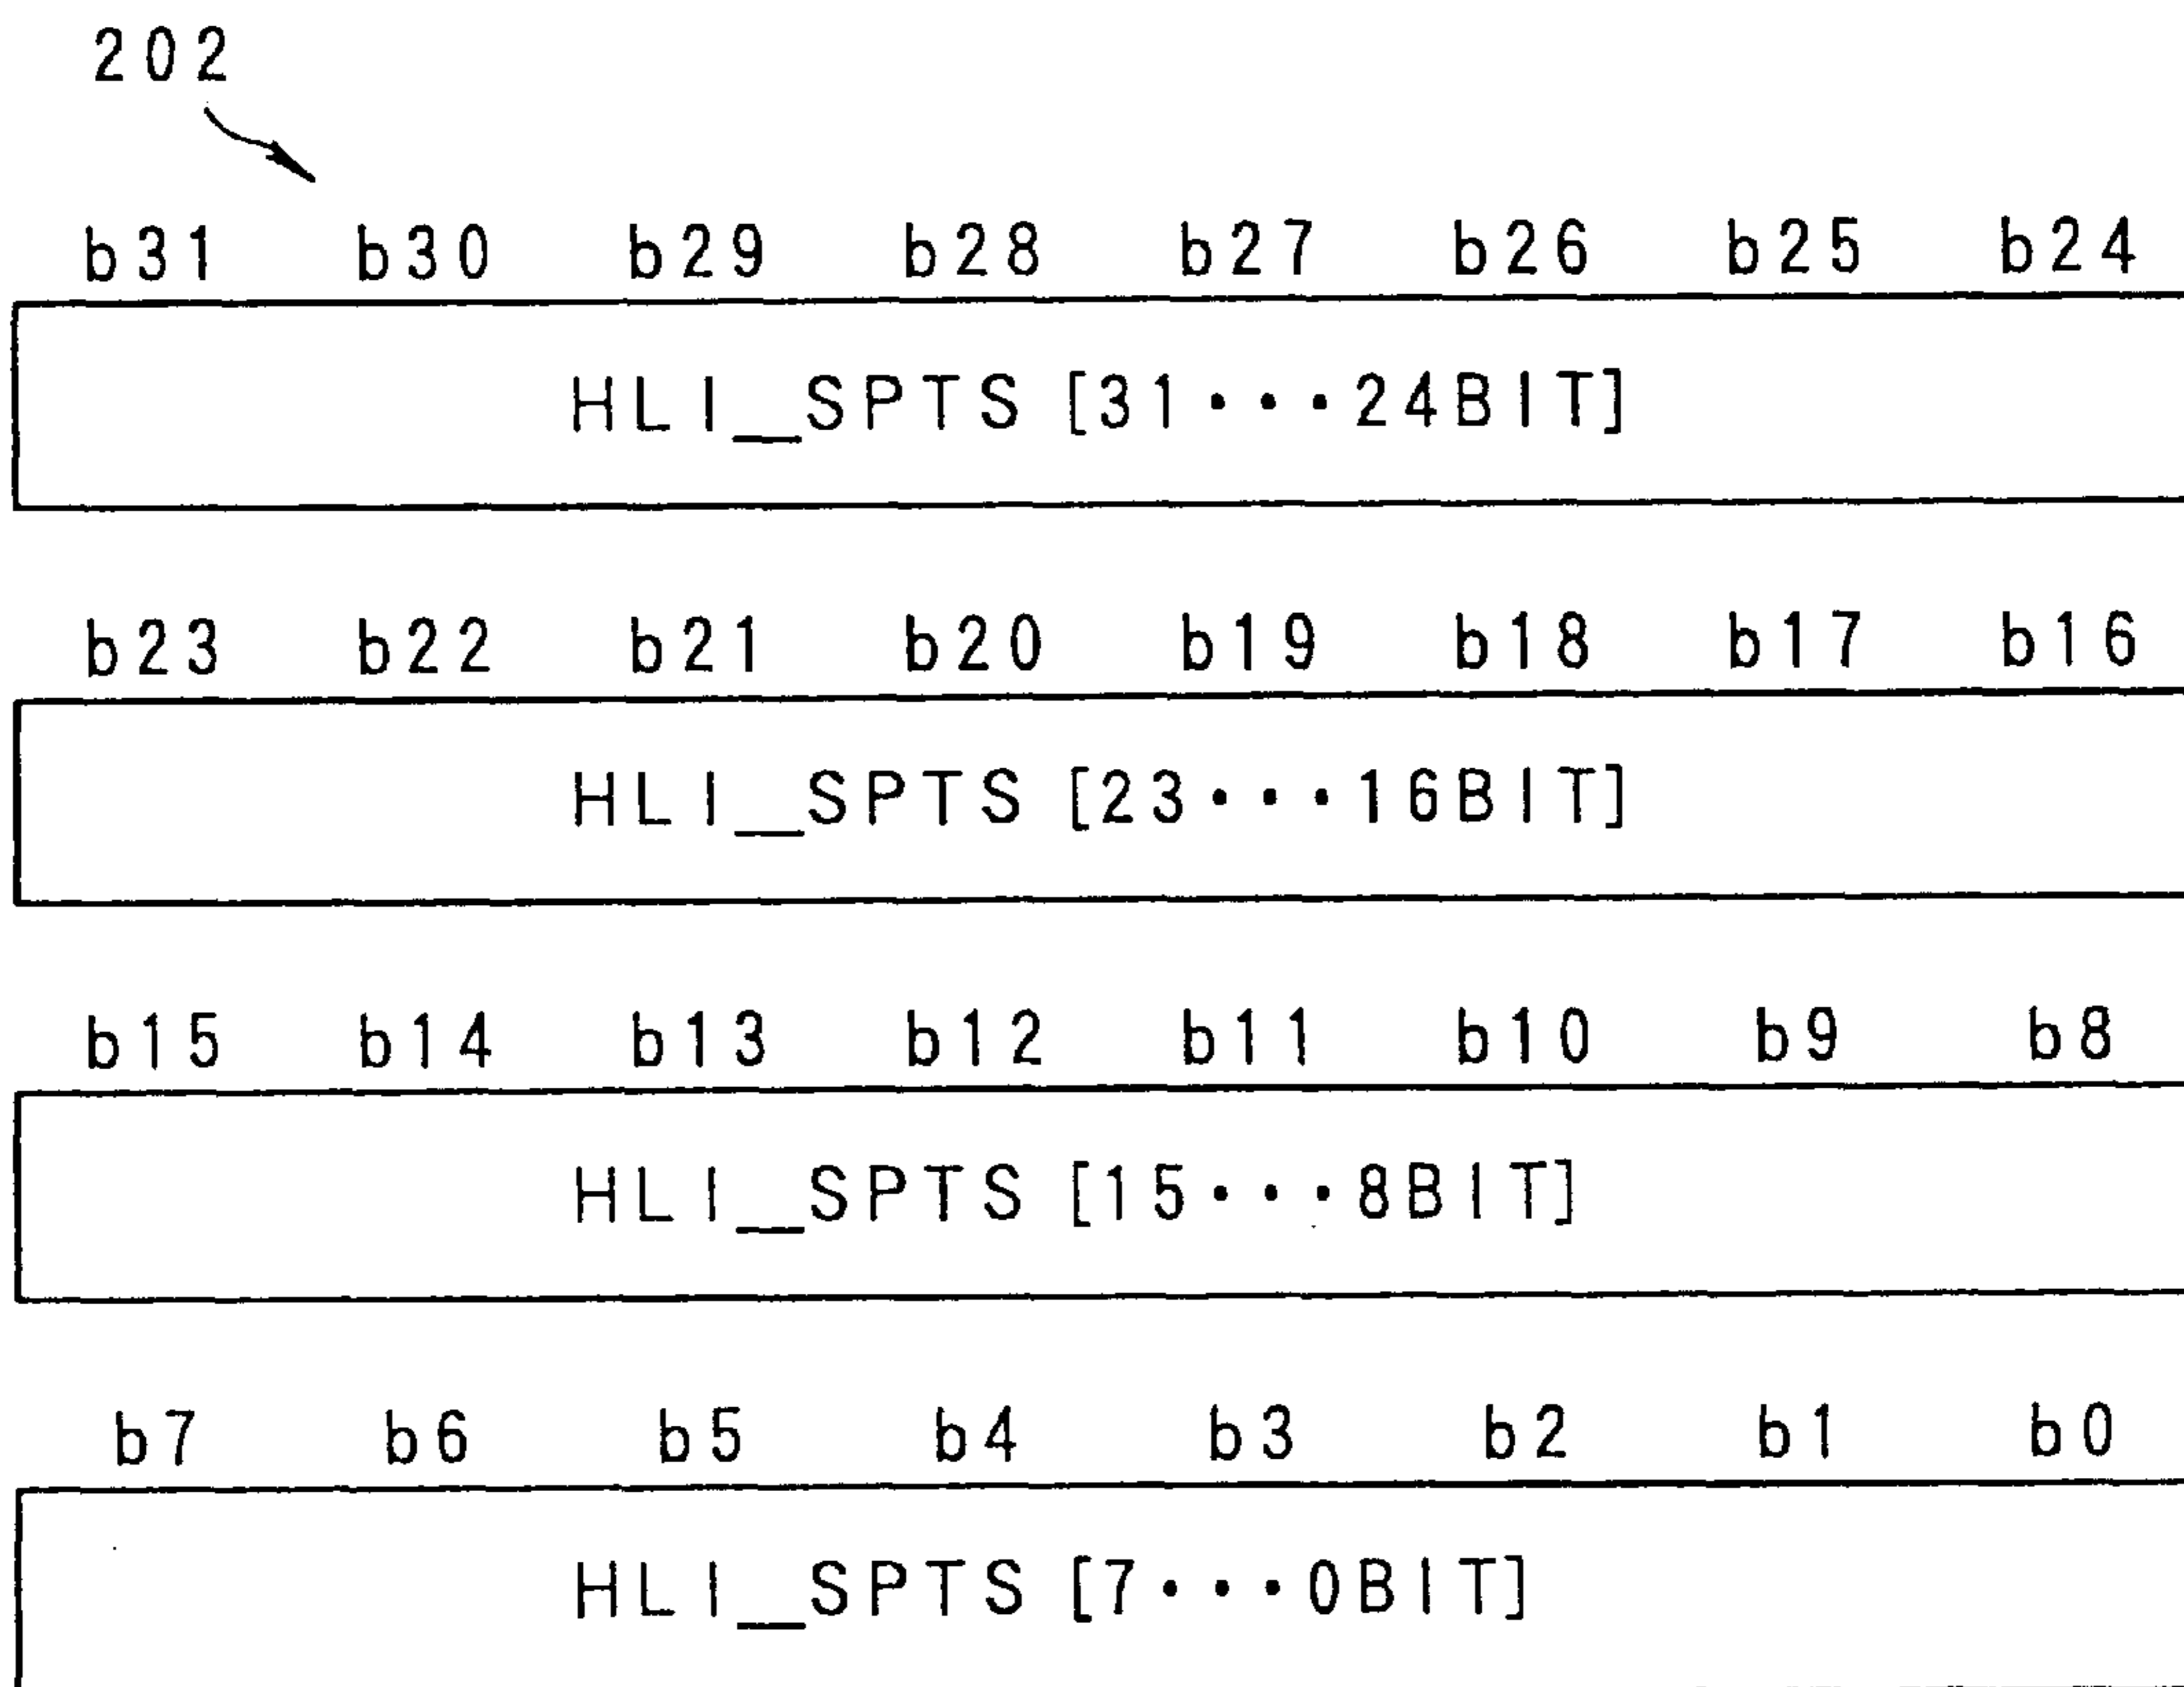 202
b31 b30 b29 b28 b27 b26 b25 b24
HLI_SPTS [31···24BIT]
b23 b22 b21 b20 b19 b18 b17 b16
HLI_SPTS [23···16BIT]
b15 b14 b13 b12 b11 b10 b9 b8
HLI_SPTS [15···8BIT]
b7 b6 b5 b4 b3 b2 b1 b0
HLI_SPTS [7···0BIT]